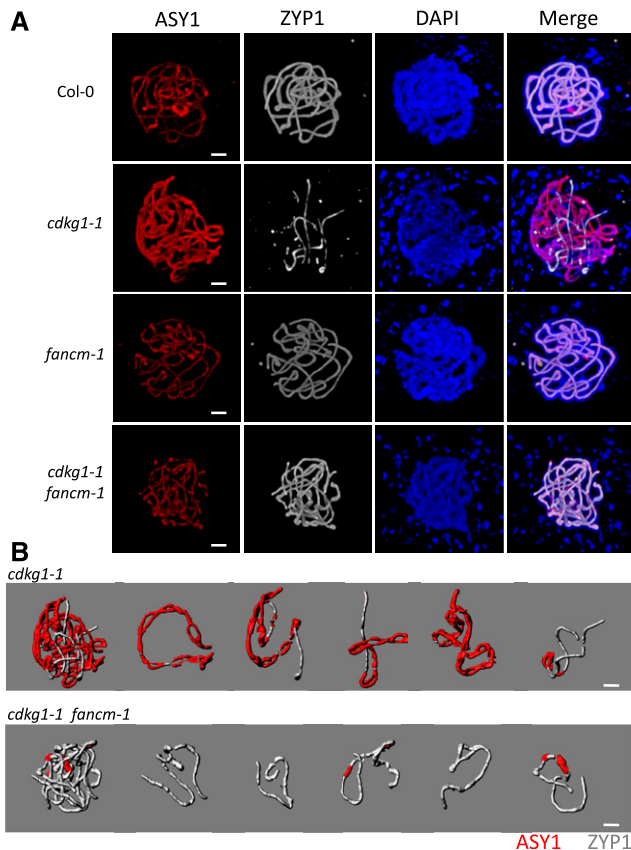 A
ASY1 ZYP1 DAPI Merge
Col-0
cdkg1-1
fancm-1
cdkg1-1
fancm-1
B
cdkg1-1
cdkg1-1 fancm-1
ASY1 ZYP1